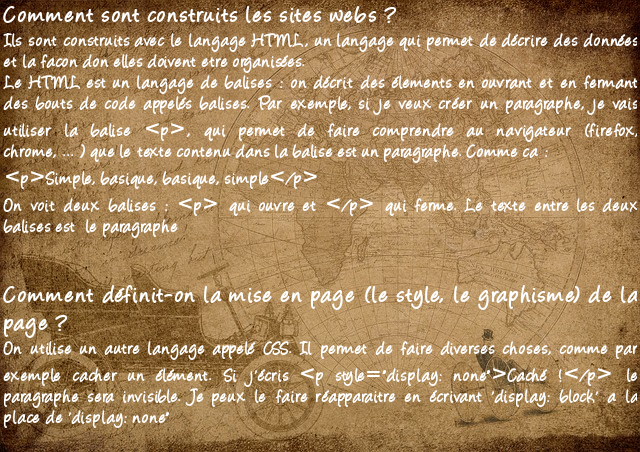 Comment sont construits les sites webs ?
Ils sont construits avec le langage HTML, un langage qui permet de décrire des données
et la facon don elles doivent etre organisées.
Le HTML est un langage de balises : on décrit des élements en ouvrant et en fermant
des bouts de code appelés balises. Par exemple, si je veux créer un paragraphe, je vais
utiliser la balise <p>, qui permet de faire comprendre au navigateur (firefox,
chrome, ... ) que le texte contenu dans la balise est un paragraphe. Comme ca :
<p>Simple, basique, basique, simple</p>
On voit deux balises : <p> qui ouvre et </p> qui ferme. Le texte entre les deux
balises est le paragraphe
Comment définit-on la mise en page (le style, le graphisme) de la
page ?
On utilise un autre langage appelé CSS. Il permet de faire diverses choses, comme par
exemple cacher un élément. Si j'écris <p style="display: none">Caché !</p> le
paragraphe sera invisible. Je peux le faire réapparaitre en écrivant 'display: block' a la
place de 'display: none"